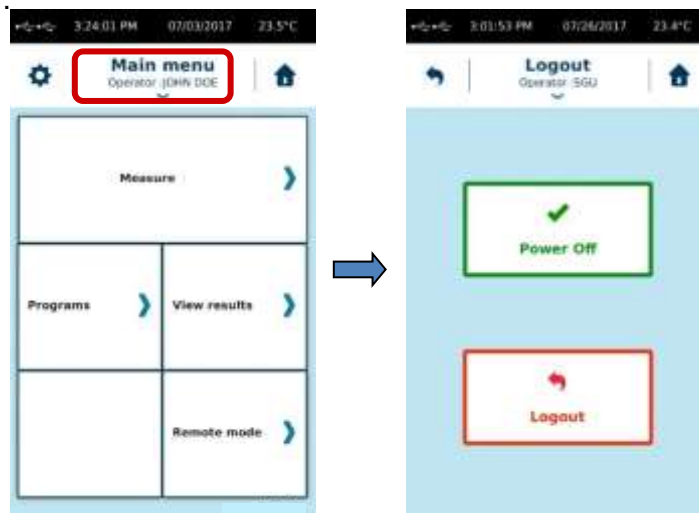 3:24:01 PM 07/03/2017 23.5°C
Main menu
Operator :JOHN DOE
Measure
Programs
View results
Remote mode
3:01:53 PM 07/26/2017 23.4°C
Logout
Operator :SGU
Power Off
Logout